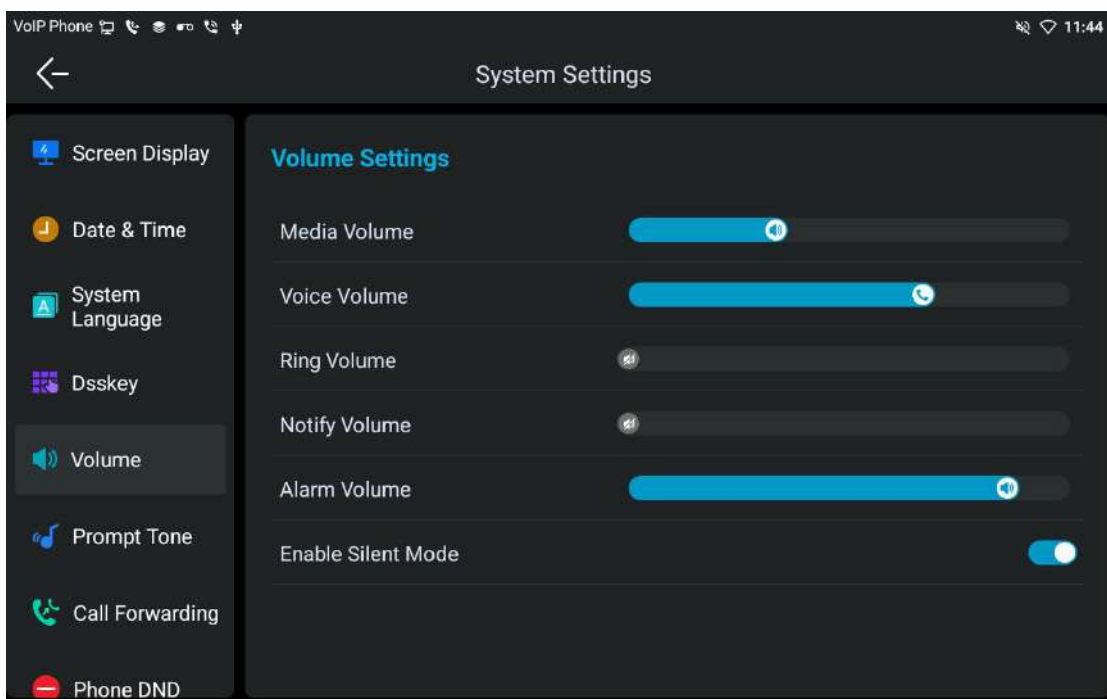 VoIP Phone 11:44
System Settings
Screen Display
Date & Time
System
Language
Dsskey
Volume
Prompt Tone
Call Forwarding
Phone DND
Volume Settings
Media Volume
Voice Volume
Ring Volume
Notify Volume
Alarm Volume
Enable Silent Mode